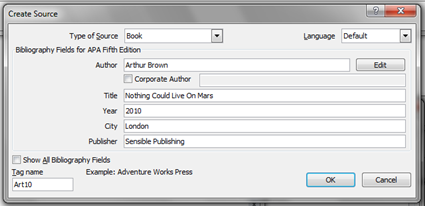 Create Source
Type of Source Book Language Default
Bibliography Fields for APA Fifth Edition
Author Arthur Brown Edit
Corporate Author
Title Nothing Could Live On Mars
Year 2010
City London
Publisher Sensible Publishing
Show All Bibliography Fields
Tag name Example: Adventure Works Press
Art10 OK Cancel